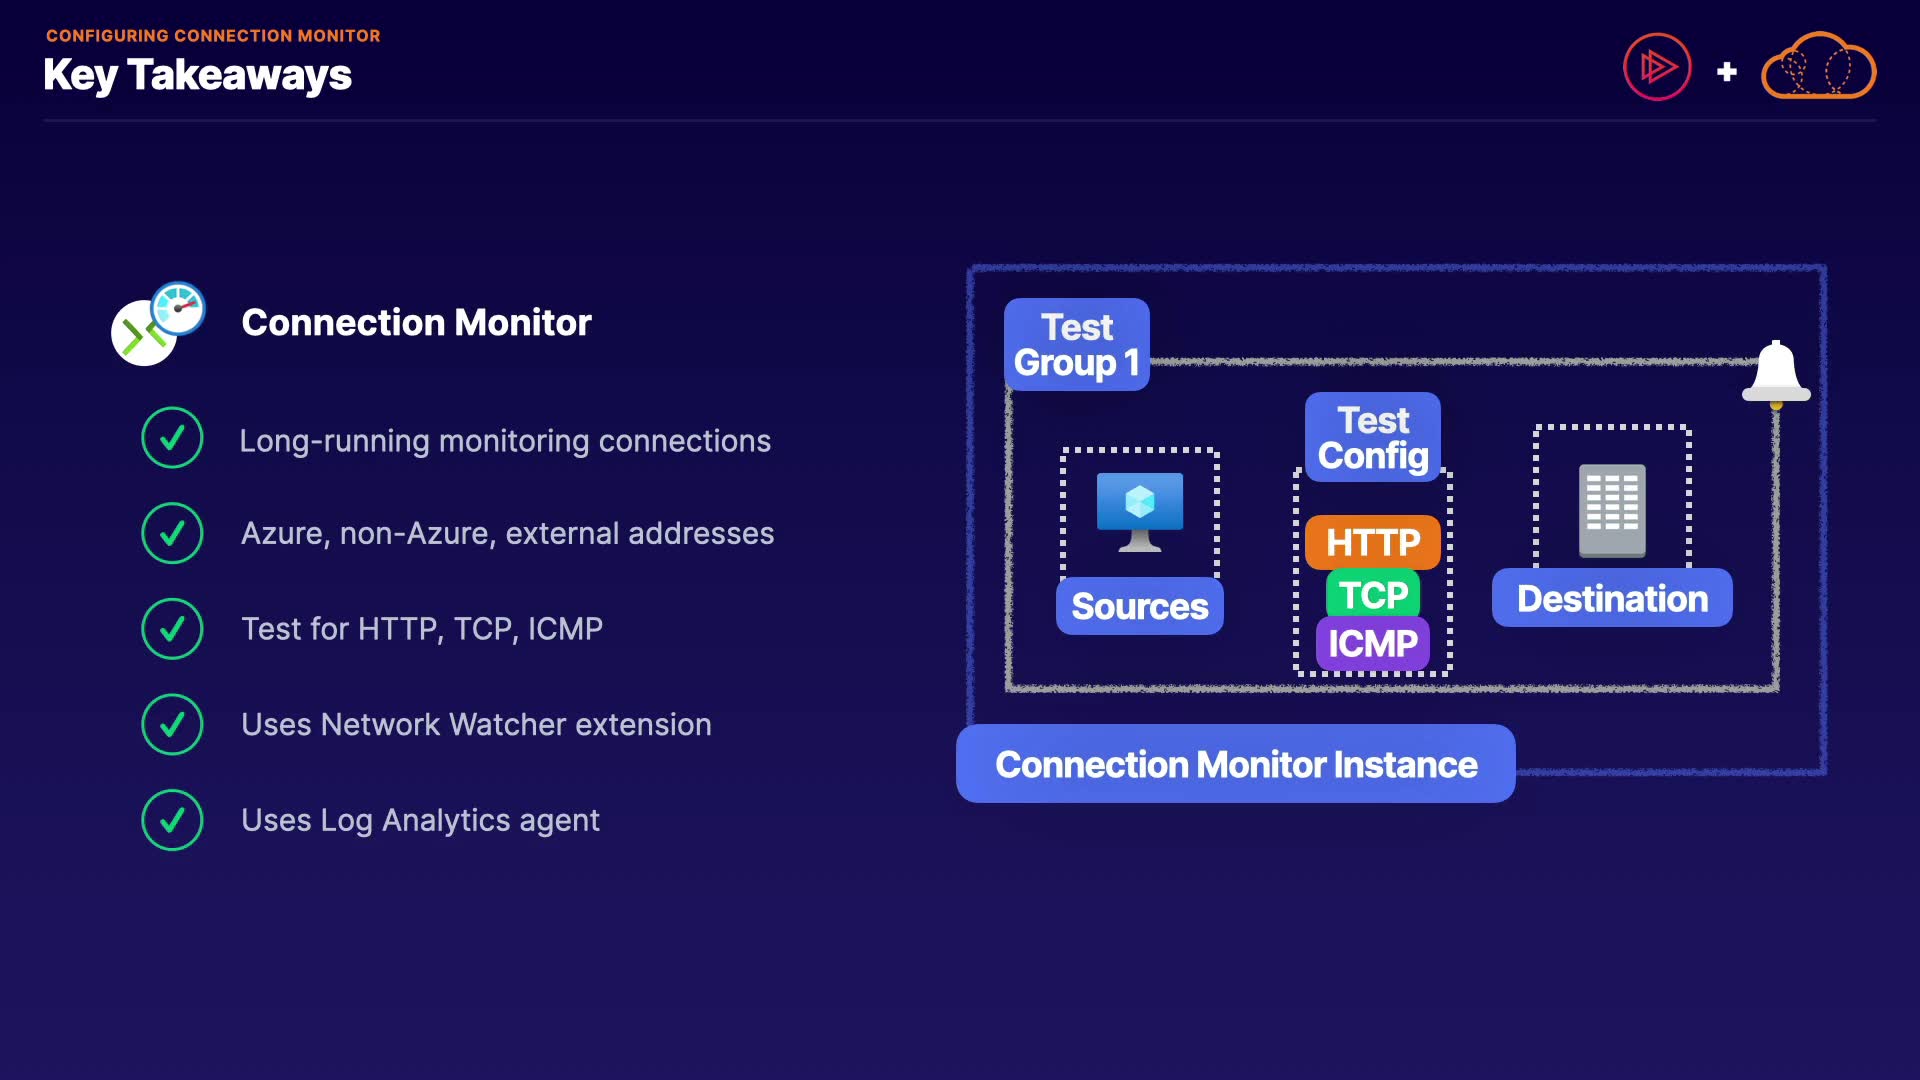 CONFIGURING CONNECTION MONITOR
Key Takeaways
Connection Monitor
Long-running monitoring connections
Azure, non-Azure, external addresses
Test for HTTP, TCP, ICMP
Uses Network Watcher extension
Uses Log Analytics agent
Test
Group 1
Sources
Test
Config
HTTP
TCP
ICMP
Destination
Connection Monitor Instance